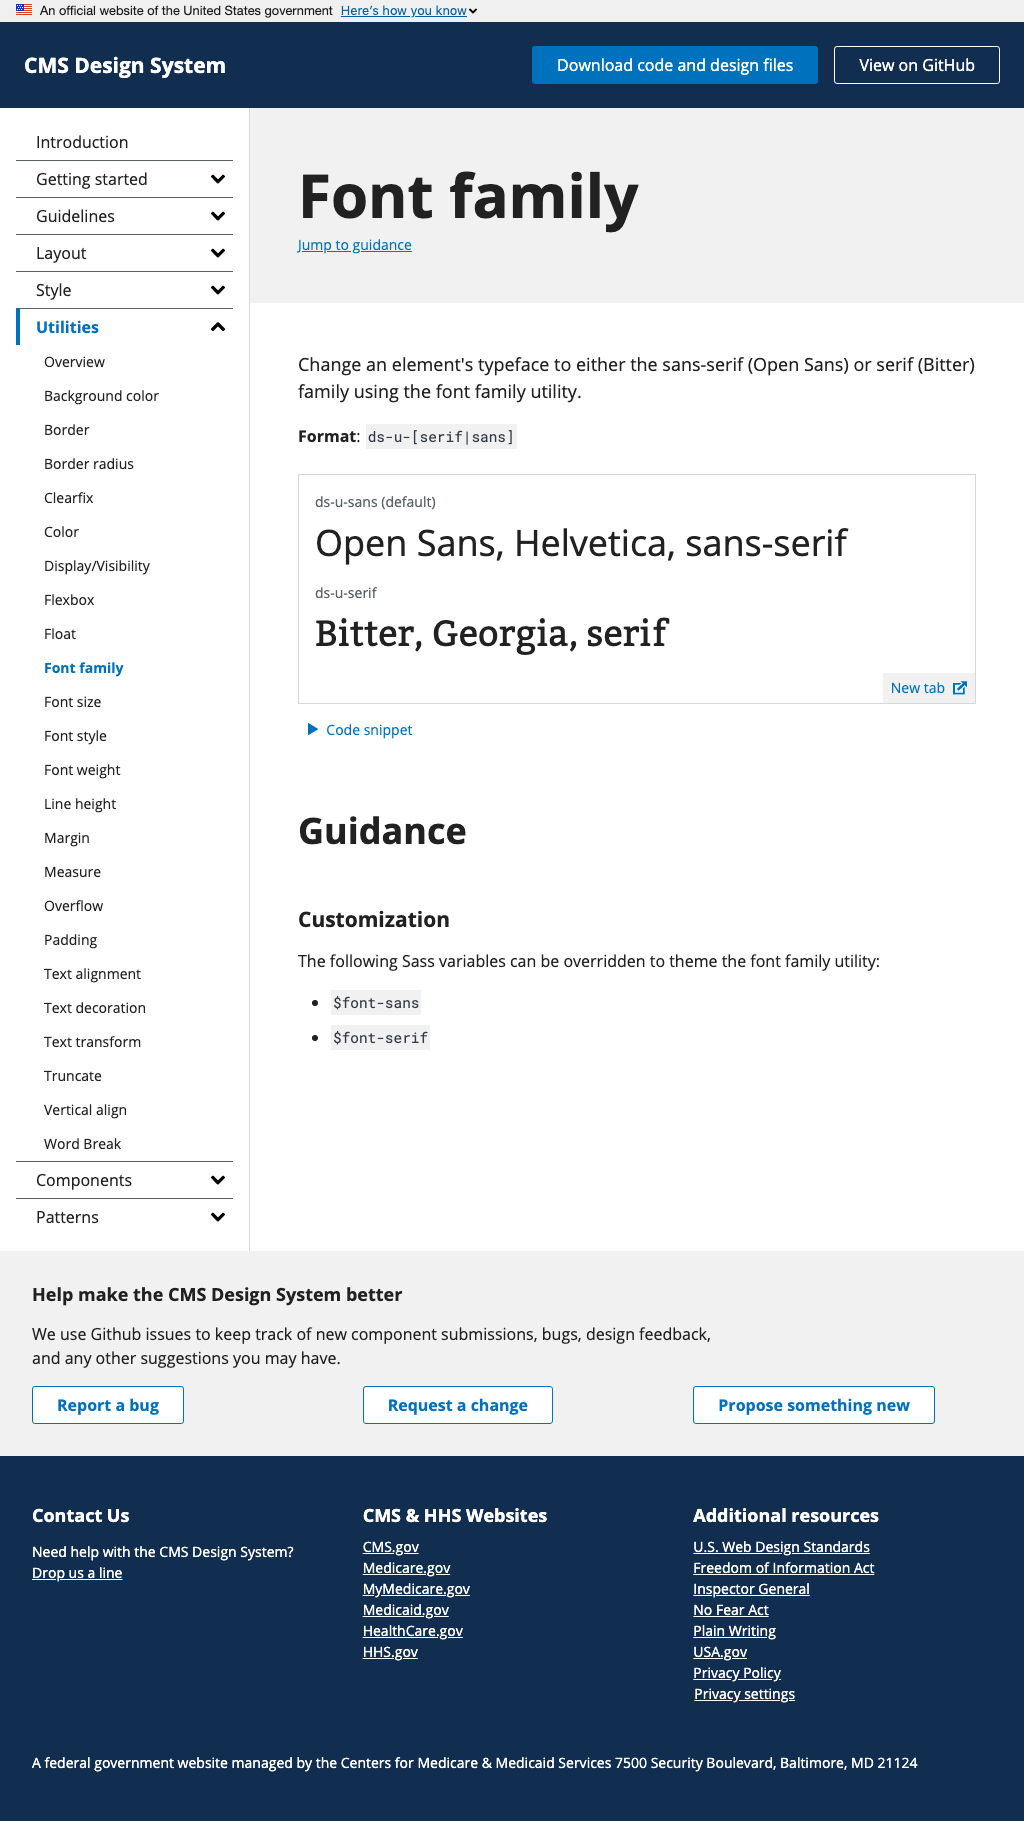 An official website of the United States government Here's how you know
CMS Design System
Download code and design files
View on GitHub
Introduction
Getting started
Guidelines
Layout
Style
Utilities
Overview
Background color
Border
Border radius
Clearfix
Color
Display/Visibility
Flexbox
Float
Font family
Font size
Font style
Font weight
Line height
Margin
Measure
Overflow
Padding
Text alignment
Text decoration
Text transform
Truncate
Vertical align
Word Break
Components
Patterns
Font family
Jump to guidance
Change an element's typeface to either the sans-serif (Open Sans) or serif (Bitter)
family using the font family utility.
Format: ds-u-[serif|sans]
ds-u-sans (default)
Open Sans, Helvetica, sans-serif
ds-u-serif
Bitter, Georgia, serif
New tab
Code snippet
Guidance
Customization
The following Sass variables can be overridden to theme the font family utility:
$font-sans
$font-serif
Help make the CMS Design System better
We use Github issues to keep track of new component submissions, bugs, design feedback,
and any other suggestions you may have.
Report a bug
Request a change
Propose something new
Contact Us
Need help with the CMS Design System?
Drop us a line
CMS & HHS Websites
CMS.gov
Medicare.gov
MyMedicare.gov
Medicaid.gov
HealthCare.gov
HHS.gov
Additional resources
U.S. Web Design Standards
Freedom of Information Act
Inspector General
No Fear Act
Plain Writing
USA.gov
Privacy Policy
Privacy settings
A federal government website managed by the Centers for Medicare & Medicaid Services 7500 Security Boulevard, Baltimore, MD 21124